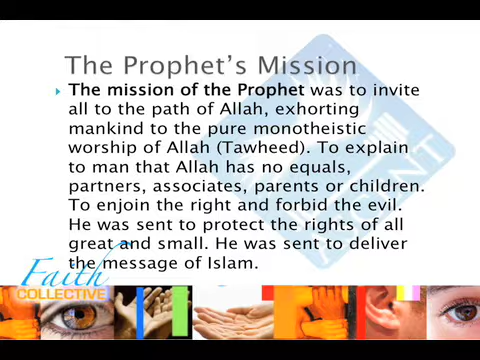 The Prophet's Mission
The mission of the Prophet was to invite
all to the path of Allah, exhorting
mankind to the pure monotheistic
worship of Allah (Tawheed). To explain
to man that Allah has no equals,
partners, associates, parents or children.
To enjoin the right and forbid the evil.
He was sent to protect the rights of all
great and small. He was sent to deliver
the message of Islam.
Faith
COLLECTIVE